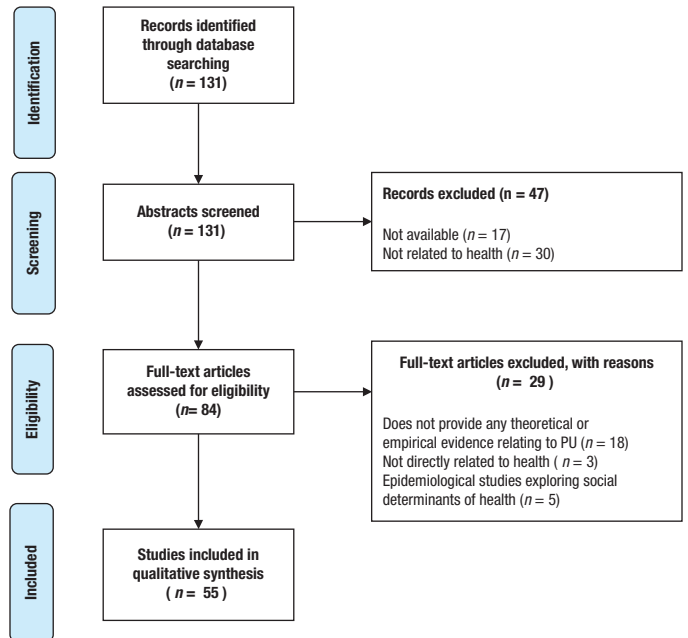 Identification
Records identified
through database
searching
(n = 131)
Screening
Abstracts screened
(n = 131)
Records excluded (n = 47)
Not available (n = 17)
Not related to health (n = 30)
Eligibility
Full-text articles
assessed for eligibility
(n= 84)
Full-text articles excluded, with reasons
(n = 29 )
Does not provide any theoretical or
empirical evidence relating to PU (n = 18)
Not directly related to health ( n = 3)
Epidemiological studies exploring social
determinants of health (n = 5)
Included
Studies included in
qualitative synthesis
( n = 55)